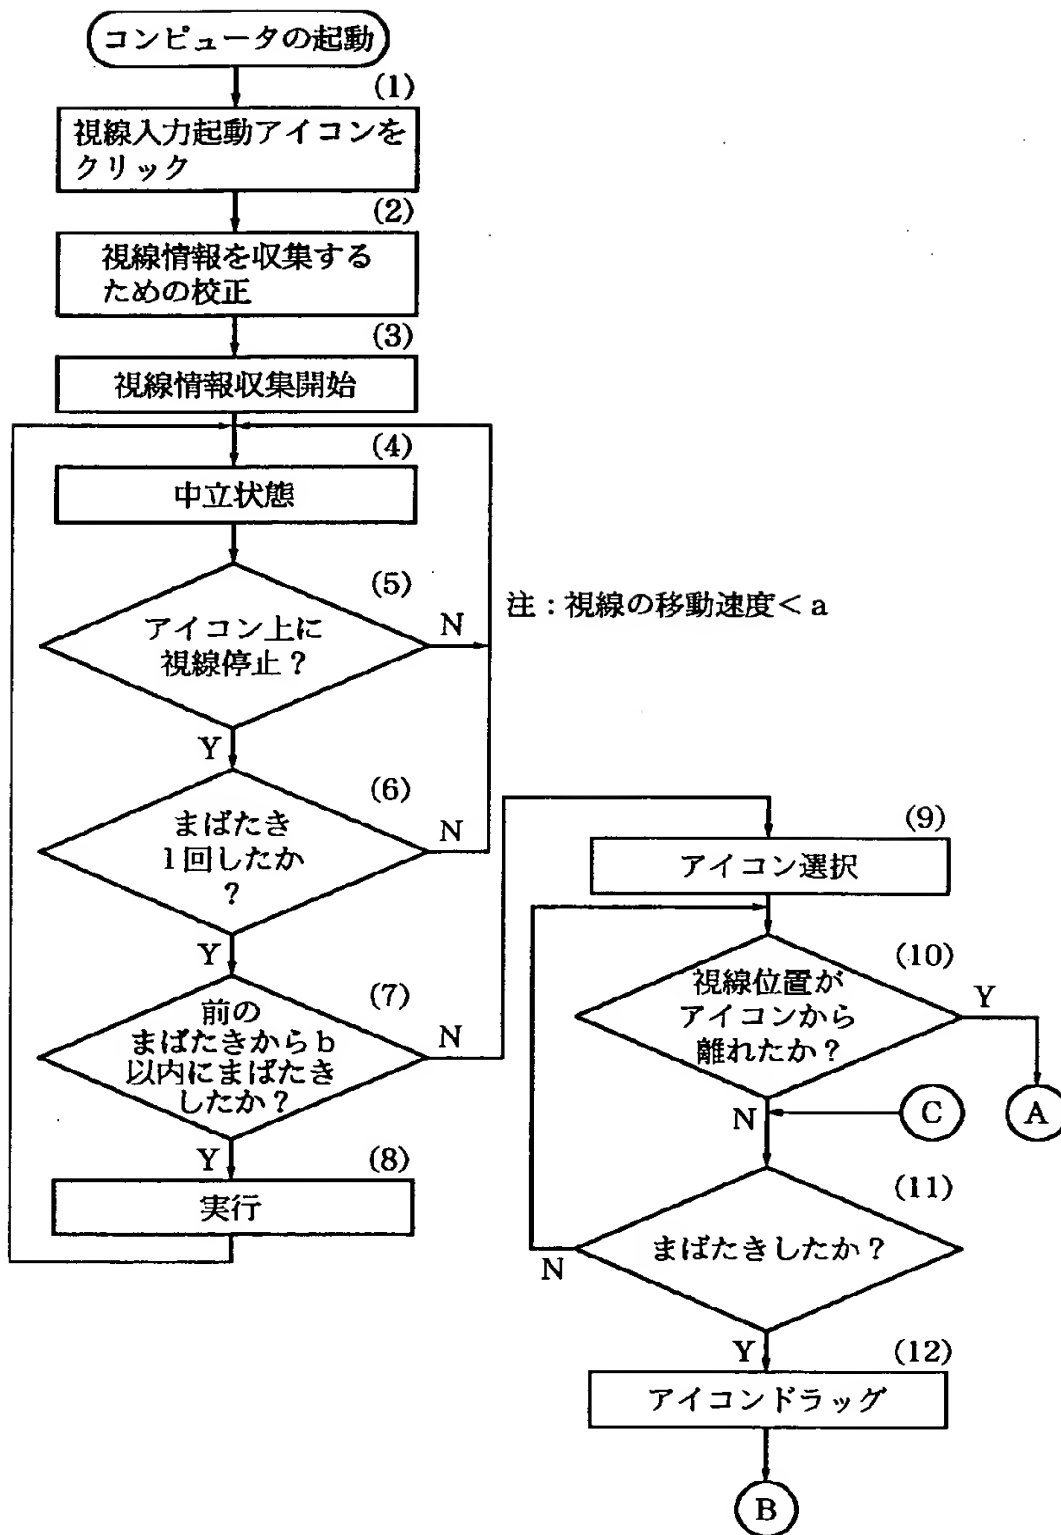 コンピュータの起動
(1)
視線入力起動アイコンを
クリック
(2)
視線情報を収集する
ための校正
(3)
視線情報収集開始
(4)
中立状態
(5)
アイコン上に
視線停止?
N
注:視線の移動速度<a
Y
(6)
まばたき
1回したか
?
N
Y
(7)
前の
まばたきからb
以内にまばたき
したか?
N
Y
(8)
実行
(9)
アイコン選択
(10)
視線位置が
アイコンから
離れたか?
Y
A
N
C
(11)
まばたきしたか?
N
Y
(12)
アイコンドラッグ
B